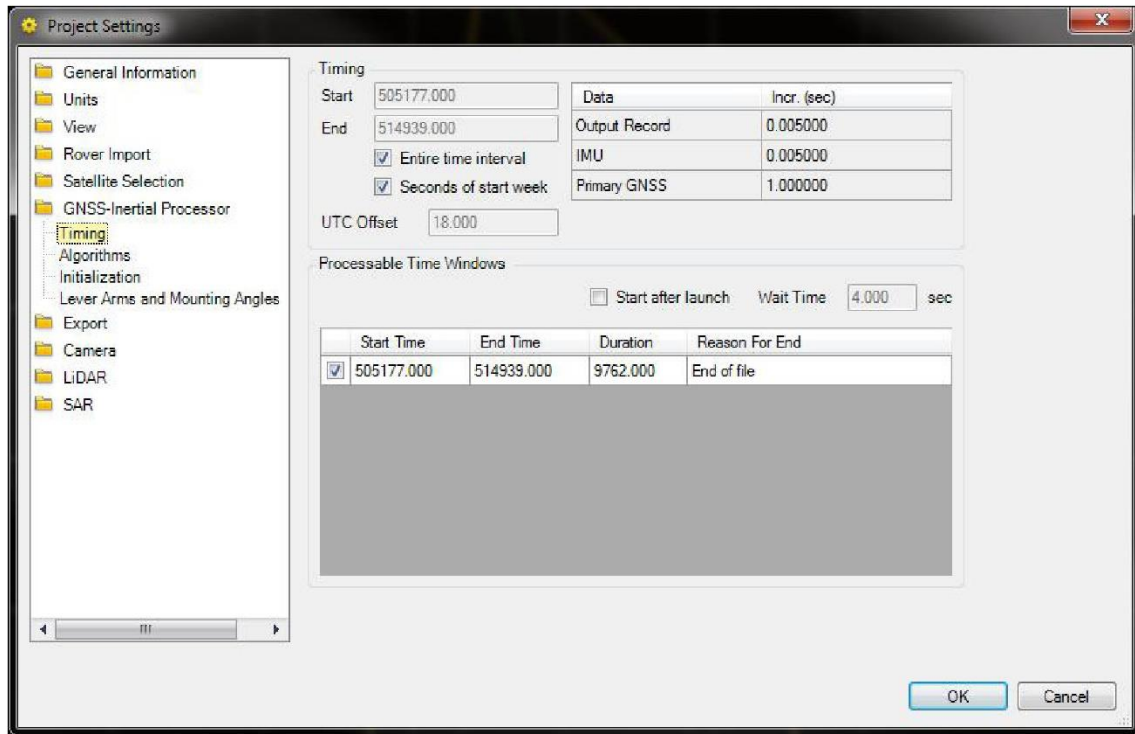 Project Settings
General Information
Units
View
Rover Import
Satellite Selection
GNSS-Inertial Processor
Timing
Algorithms
Initialization
Lever Arms and Mounting Angles
Export
Camera
LiDAR
SAR
Timing
Start 505177.000
End 514939.000
Entire time interval
Seconds of start week
UTC Offset 18.000
Data Incr. (sec)
Output Record 0.005000
IMU 0.005000
Primary GNSS 1.000000
Processable Time Windows
Start after launch Wait Time 4.000 sec
Start Time End Time Duration Reason For End
505177.000 514939.000 9762.000 End of file
OK Cancel